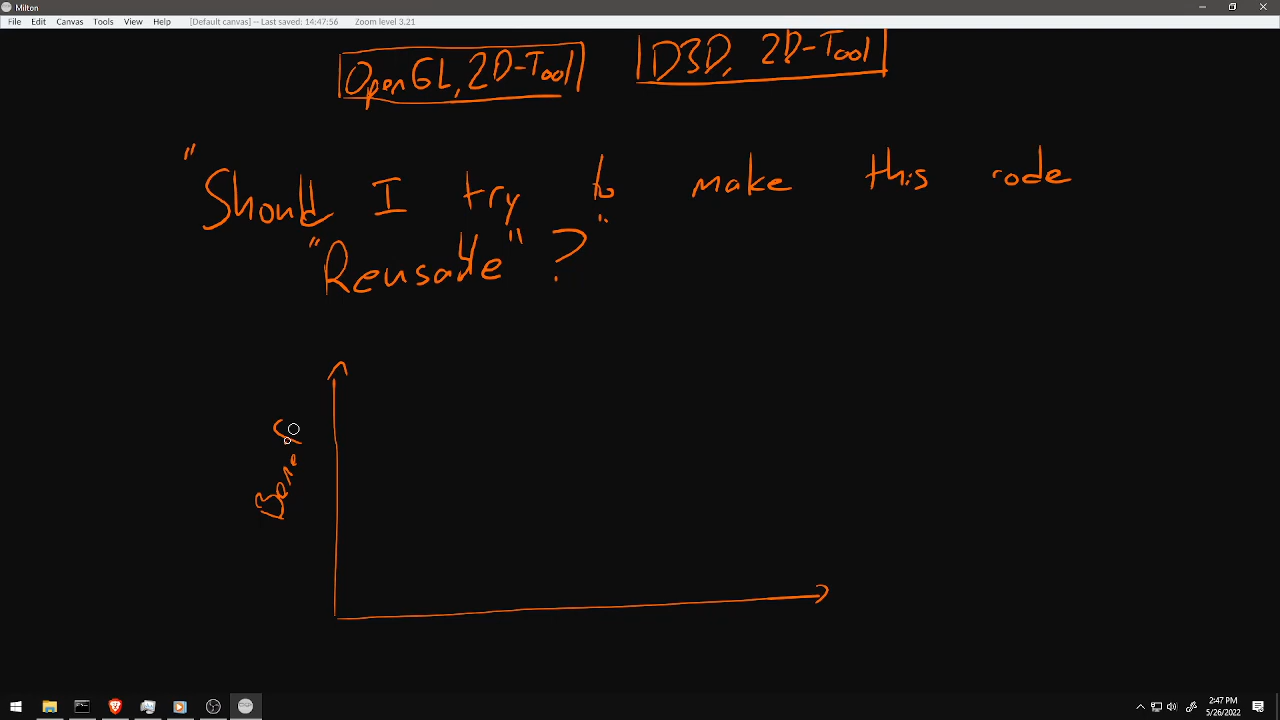 Milton
File Edit Canvas Tools View Help [Default canvas] -- Last saved: 14:47:56 Zoom level 3.21
OpenGL, 2D-Tool D3D, 2D-Tool
"Should I try to make this code
"Reusable"?"
2:47 PM
5/26/2022